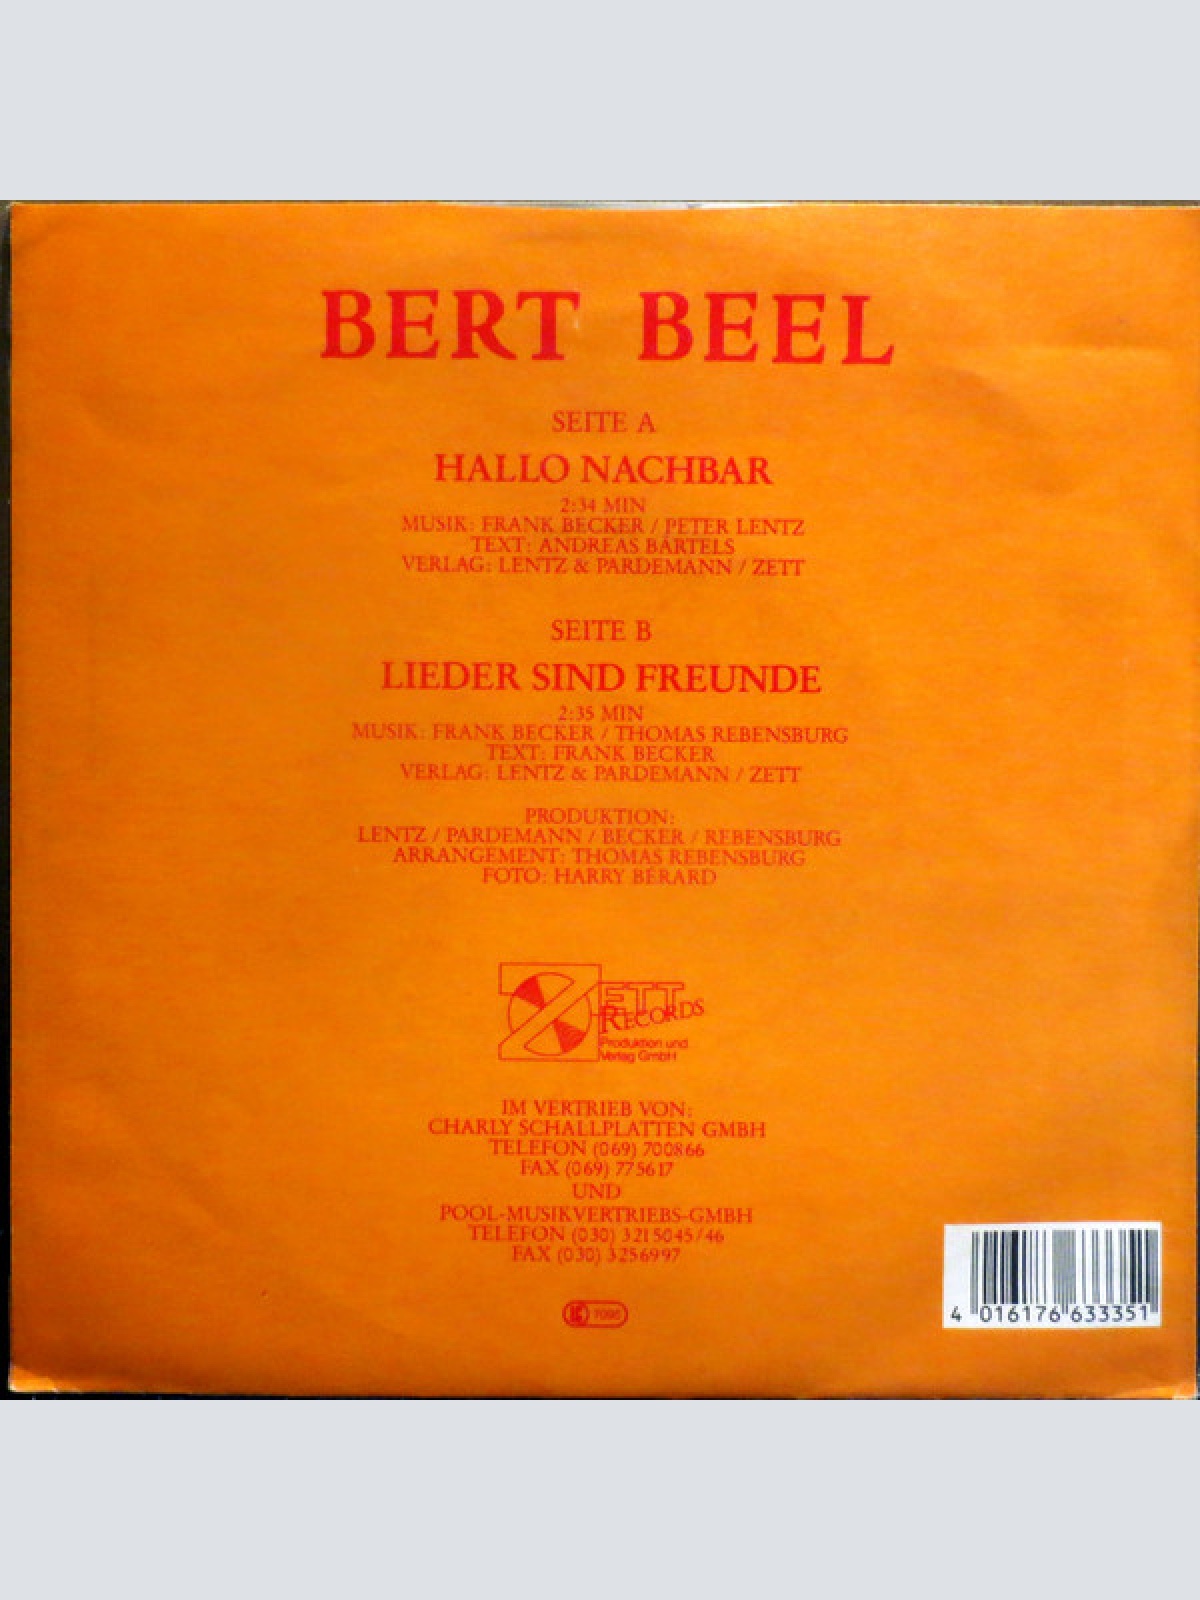 BERT BEEL
SEITE A
HALLO NACHBAR
2:34 MIN
MUSIK: FRANK BECKER / PETER LENTZ
TEXT: ANDREAS BÄRTELS
VERLAG: LENTZ & PARDEMANN / ZETT
SEITE B
LIEDER SIND FREUNDE
2:35 MIN
MUSIK: FRANK BECKER / THOMAS REBENSBURG
TEXT: FRANK BECKER
VERLAG: LENTZ & PARDEMANN / ZETT
PRODUKTION:
LENTZ / PARDEMANN / BECKER / REBENSBURG
ARRANGEMENT: THOMAS REBENSBURG
FOTO: HARRY BÉRARD
ZETT
RECORDS
Produktion und
Verlag GmbH
IM VERTRIEB VON:
CHARLY SCHALLPLATTEN GMBH
TELEFON (069) 700866
FAX (069) 775617
UND
POOL-MUSIKVERTRIEBS-GMBH
TELEFON (030) 3215045/46
FAX (030) 3256997
4 016176 633351